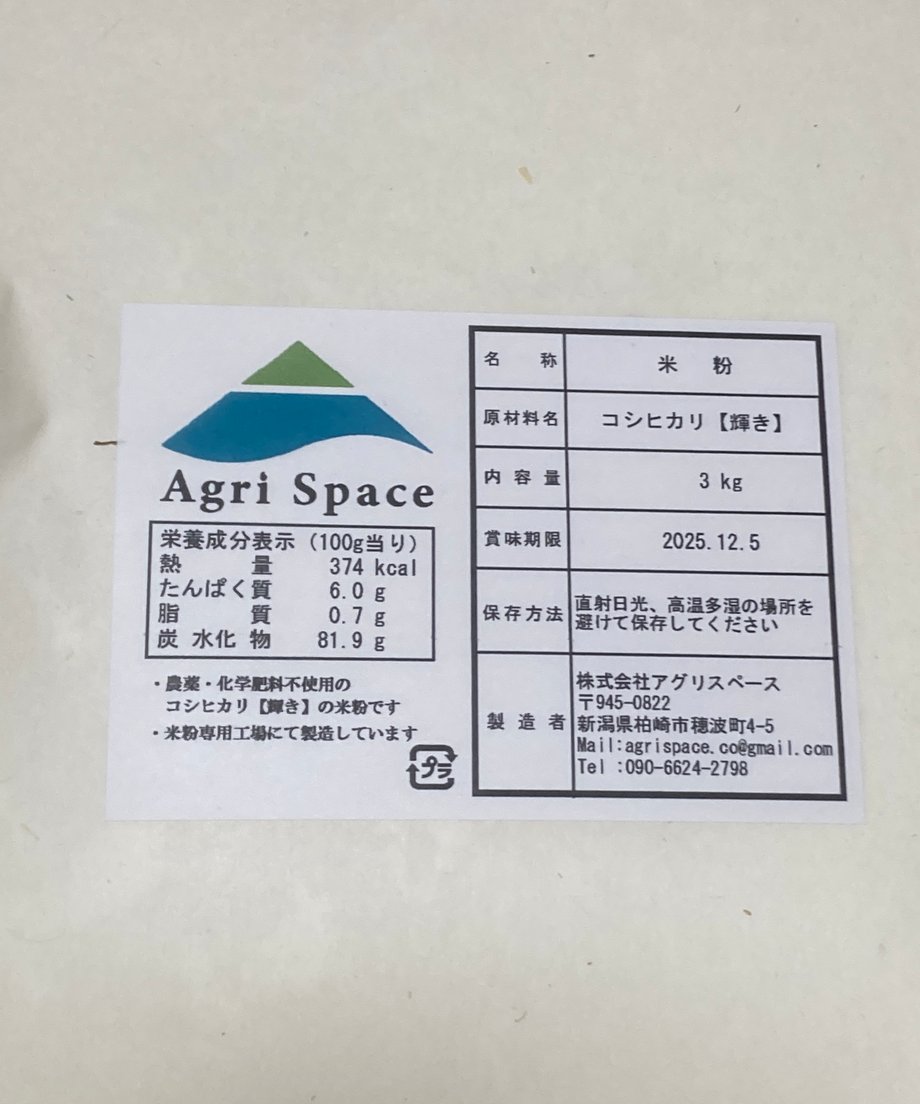 Agri Space
栄養成分表示 (100g当り)
熱量 374 kcal
たんぱく質 6.0 g
脂質 0.7 g
炭水化物 81.9 g
・農薬・化学肥料不使用の
コシヒカリ【輝き】の米粉です
・米粉専用工場にて製造しています
プラ
名称 米粉
原材料名 コシヒカリ【輝き】
内容量 3 kg
賞味期限 2025.12.5
保存方法 直射日光、高温多湿の場所を
避けて保存してください
製造者 株式会社アグリスペース
〒945-0822
新潟県柏崎市穂波町4-5
Mail:agrispace.co@gmail.com
Tel :090-6624-2798